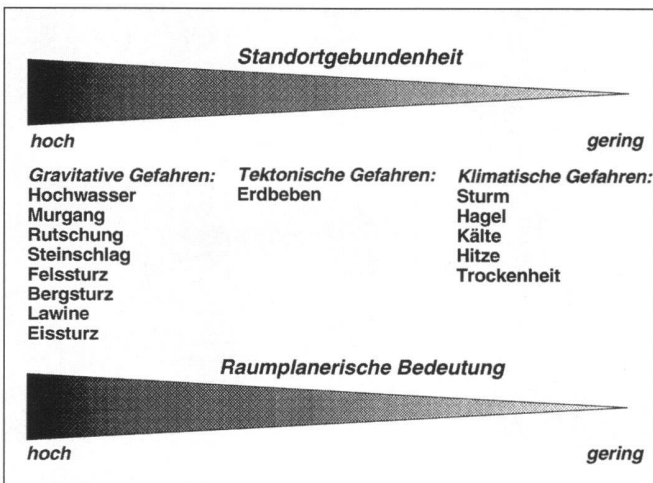 Standortgebundenheit
hoch gering
Gravitative Gefahren: Tektonische Gefahren: Klimatische Gefahren:
Hochwasser Erdbeben Sturm
Murgang Hagel
Rutschung Kälte
Steinschlag Hitze
Felssturz Trockenheit
Bergsturz
Lawine
Eissturz
Raumplanerische Bedeutung
hoch gering